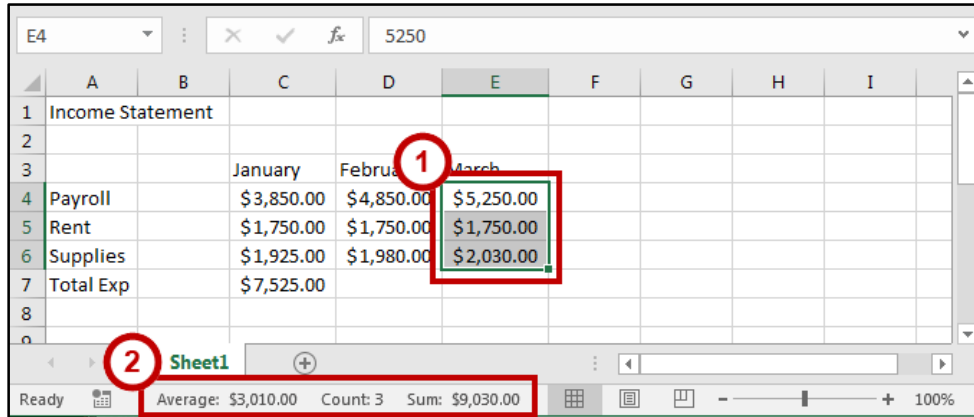 E4 fx 5250
A B C D E F G H I
1 Income Statement
2
3 January Februa March
4 Payroll $3,850.00 $4,850.00 $5,250.00
5 Rent $1,750.00 $1,750.00 $1,750.00
6 Supplies $1,925.00 $1,980.00 $2,030.00
7 Total Exp $7,525.00
8
9
1
2
Sheet1
Ready Average: $3,010.00 Count: 3 Sum: $9,030.00 100%